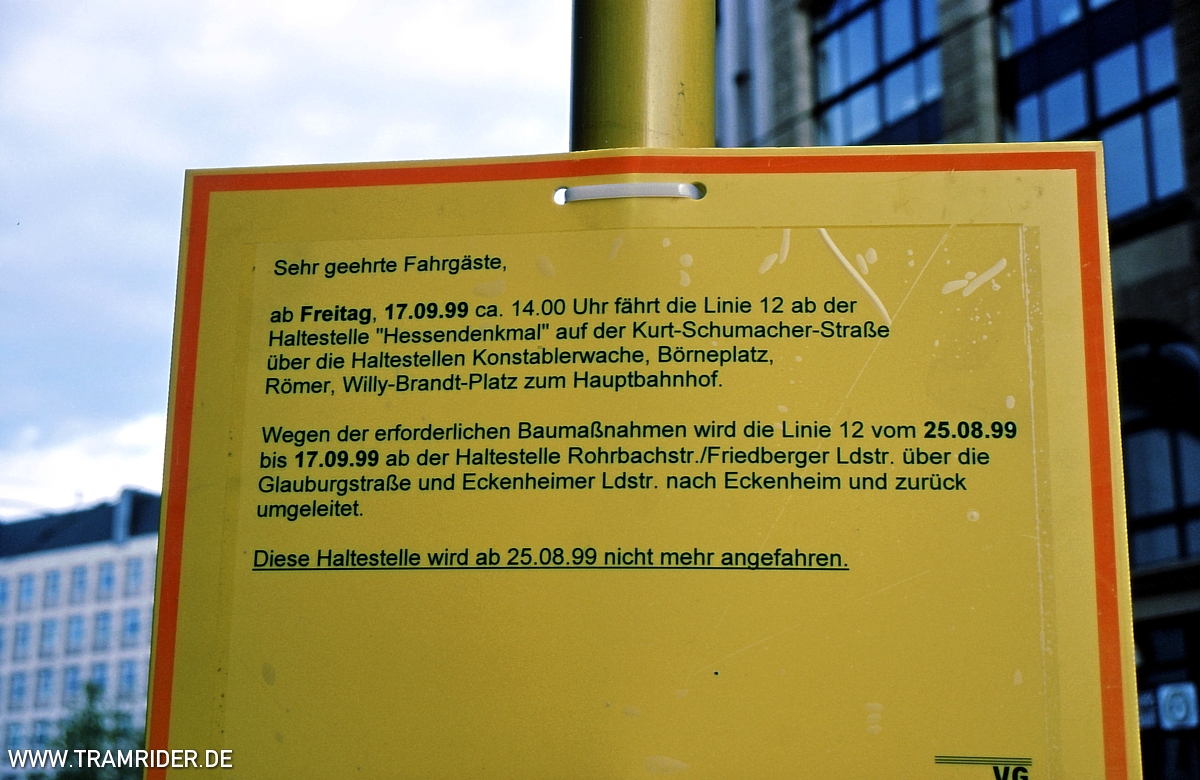 Sehr geehrte Fahrgäste,
ab Freitag, 17.09.99 ca. 14.00 Uhr fährt die Linie 12 ab der
Haltestelle "Hessendenkmal" auf der Kurt-Schumacher-Straße
über die Haltestellen Konstablerwache, Börneplatz,
Römer, Willy-Brandt-Platz zum Hauptbahnhof.
Wegen der erforderlichen Baumaßnahmen wird die Linie 12 vom 25.08.99
bis 17.09.99 ab der Haltestelle Rohrbachstr./Friedberger Ldstr. über die
Glauburgstraße und Eckenheimer Ldstr. nach Eckenheim und zurück
umgeleitet.
Diese Haltestelle wird ab 25.08.99 nicht mehr angefahren.
VG
WWW.TRAMRIDER.DE